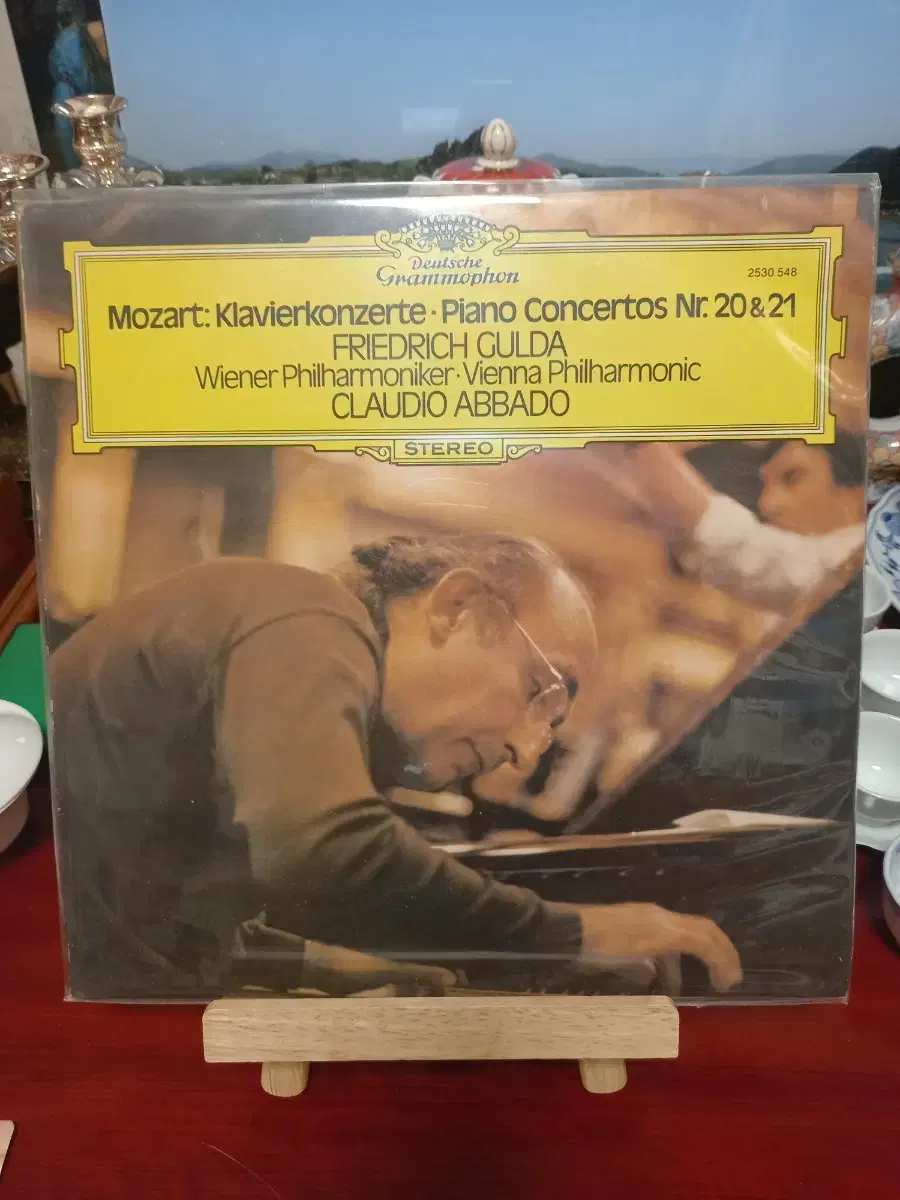 Deutsche
Grammophon
2530 548
Mozart: Klavierkonzerte · Piano Concertos Nr. 20 & 21
FRIEDRICH GULDA
Wiener Philharmoniker · Vienna Philharmonic
CLAUDIO ABBADO
STEREO